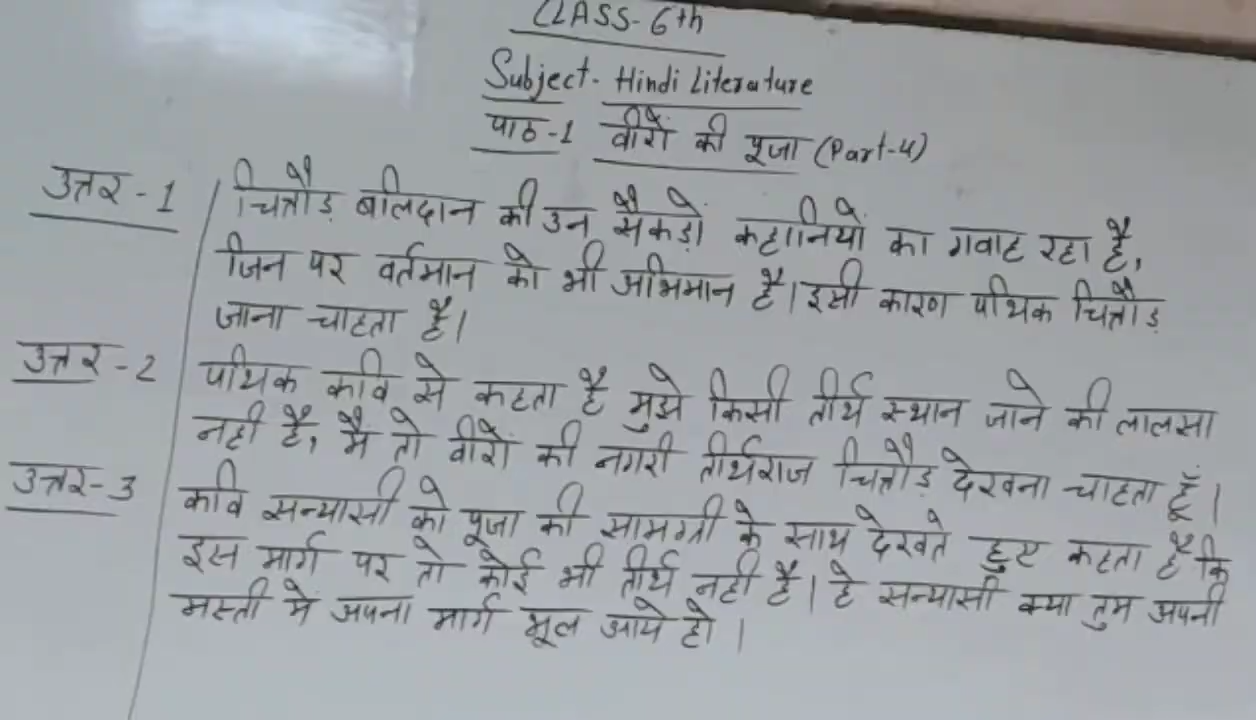 CLASS-6th
Subject- Hindi Literature
पाठ-1 वीरों की पूजा (Part-4)
उत्तर-1 चित्तौड़ बलिदान की उन सैकड़ों कहानियों का गवाह रहा है,
जिन पर वर्तमान को भी अभिमान है। इसी कारण पथिक चित्तौड़
जाना चाहता है।
उत्तर-2 पथिक कवि से कहता है मुझे किसी तीर्थ स्थान जाने की लालसा
नही है, मैं तो वीरों की नगरी तीर्थराज चित्तौड़ देखना चाहता हूँ।
उत्तर-3 कवि सन्यासी को पूजा की सामग्री के साथ देखते हुए कहता है कि
इस मार्ग पर तो कोई भी तीर्थ नही है। हे सन्यासी क्या तुम अपनी
मस्ती में अपना मार्ग भूल आये हो।